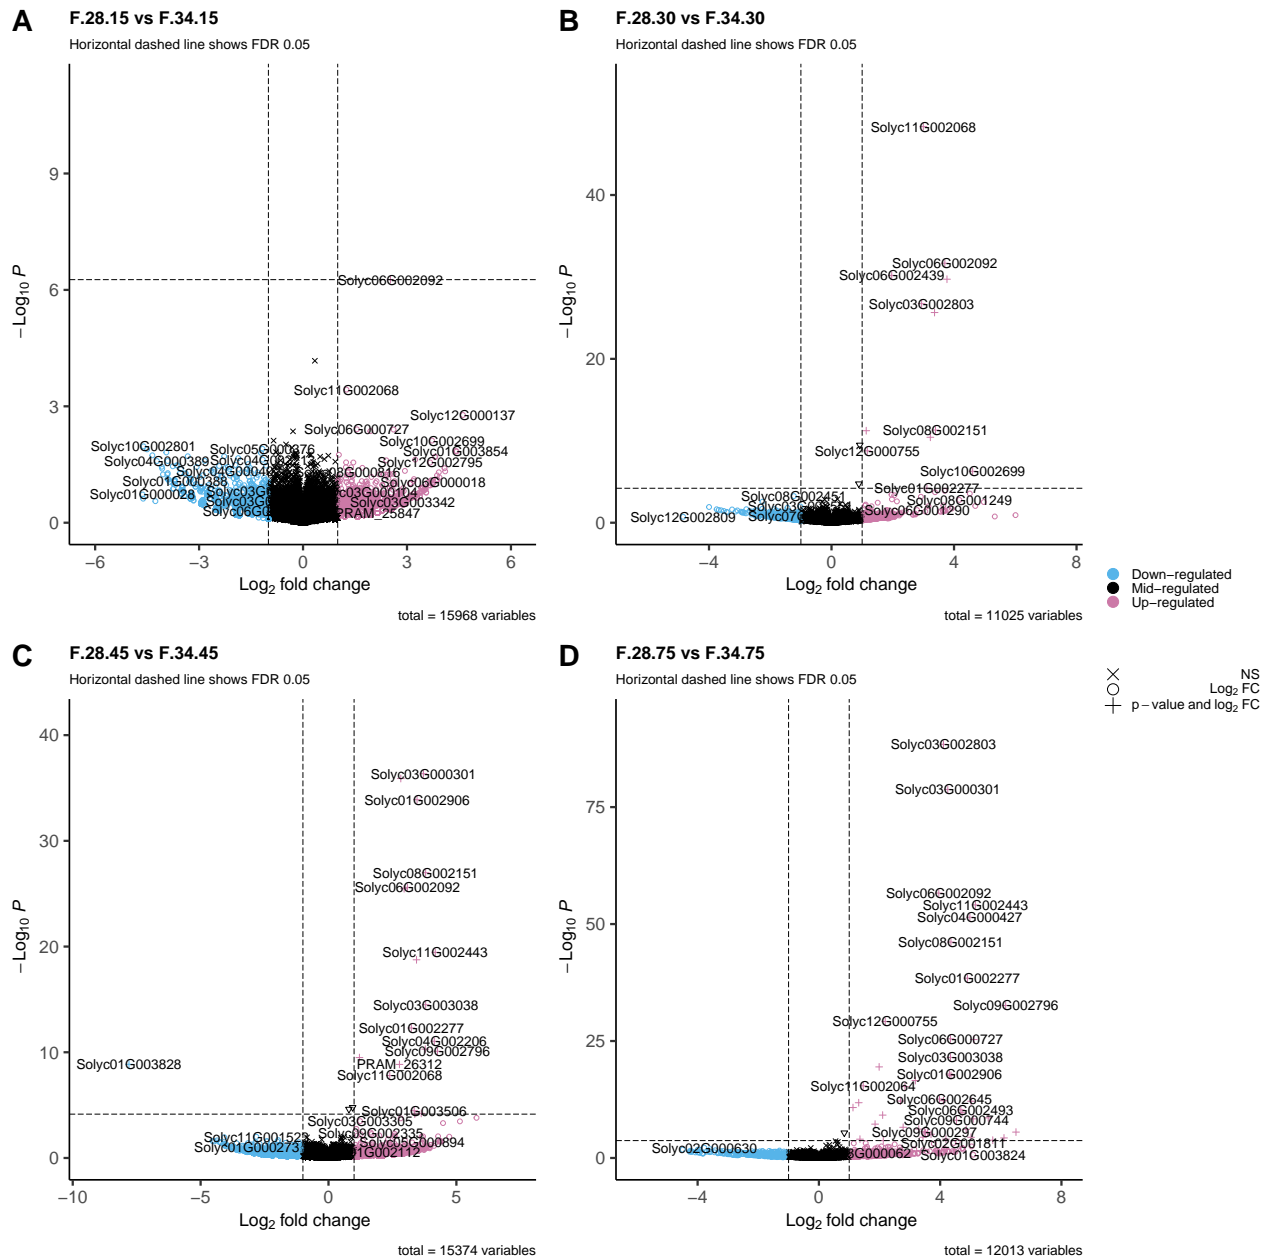 A
F.28.15 vs F.34.15
Horizontal dashed line shows FDR 0.05
−Log10 P
9
6
3
0
Solyc06G002092
Solyc11G002068
Solyc12G000137
Solyc06G000727
Solyc10G002699
Solyc10G002801
Solyc05G000376
Solyc01G003854
Solyc04G000389
Solyc12G002795
Solyc01G000388
Solyc06G000018
Solyc01G000028
Solyc03G003342
PRAM_25847
−6
−3
0
3
6
Log2 fold change
total = 15968 variables
B
F.28.30 vs F.34.30
Horizontal dashed line shows FDR 0.05
−Log10 P
40
20
0
Solyc11G002068
Solyc06G002092
Solyc06G002439
Solyc03G002803
Solyc08G002151
Solyc12G000755
Solyc10G002699
Solyc01G002277
Solyc08G002451
Solyc08G001249
Solyc06G001290
Solyc12G002809
−4
0
4
8
Log2 fold change
total = 11025 variables
Down−regulated
Mid−regulated
Up−regulated
C
F.28.45 vs F.34.45
Horizontal dashed line shows FDR 0.05
−Log10 P
40
30
20
10
0
Solyc03G000301
Solyc01G002906
Solyc08G002151
Solyc06G002092
Solyc11G002443
Solyc03G003038
Solyc01G002277
Solyc04G002206
Solyc09G002796
Solyc01G003828
PRAM_26312
Solyc11G002068
Solyc01G003506
Solyc03G003305
Solyc09G002335
Solyc11G001523
Solyc05G000894
Solyc01G000273
−10
−5
0
5
Log2 fold change
total = 15374 variables
D
F.28.75 vs F.34.75
Horizontal dashed line shows FDR 0.05
−Log10 P
75
50
25
0
Solyc03G002803
Solyc03G000301
Solyc06G002092
Solyc11G002443
Solyc04G000427
Solyc08G002151
Solyc01G002277
Solyc09G002796
Solyc12G000755
Solyc06G000727
Solyc03G003038
Solyc01G002906
Solyc11G002064
Solyc06G002645
Solyc06G002493
Solyc09G000744
Solyc09G000297
Solyc02G001811
Solyc02G000630
Solyc01G003824
−4
0
4
8
Log2 fold change
total = 12013 variables
NS
Log2 FC
p−value and log2 FC